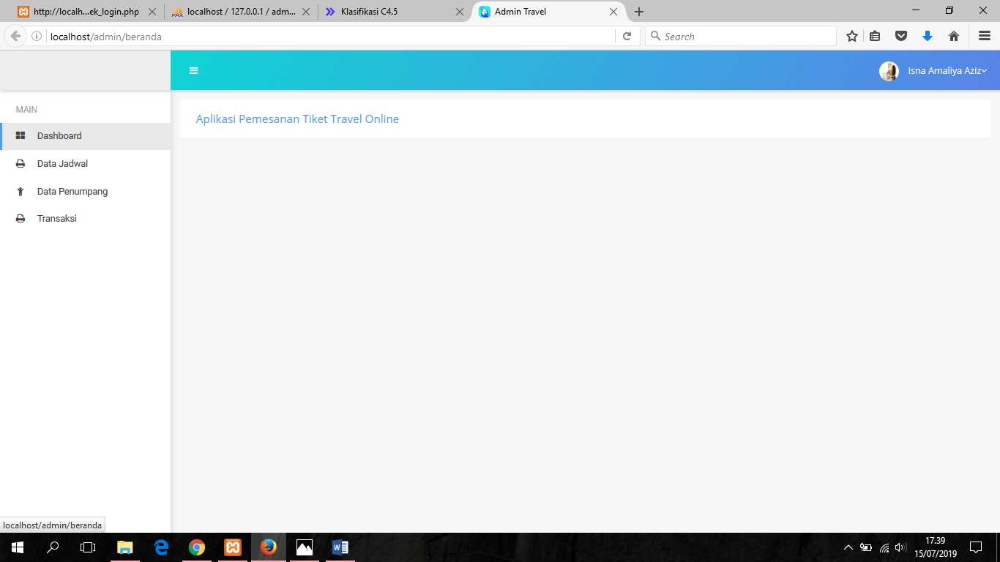 http://localh...ek_login.php
localhost / 127.0.0.1 / adm...
Klasifikasi C4.5
Admin Travel
localhost/admin/beranda
Search
Isna Amaliya Aziz
MAIN
Dashboard
Data Jadwal
Data Penumpang
Transaksi
Aplikasi Pemesanan Tiket Travel Online
localhost/admin/beranda
17.39
15/07/2019